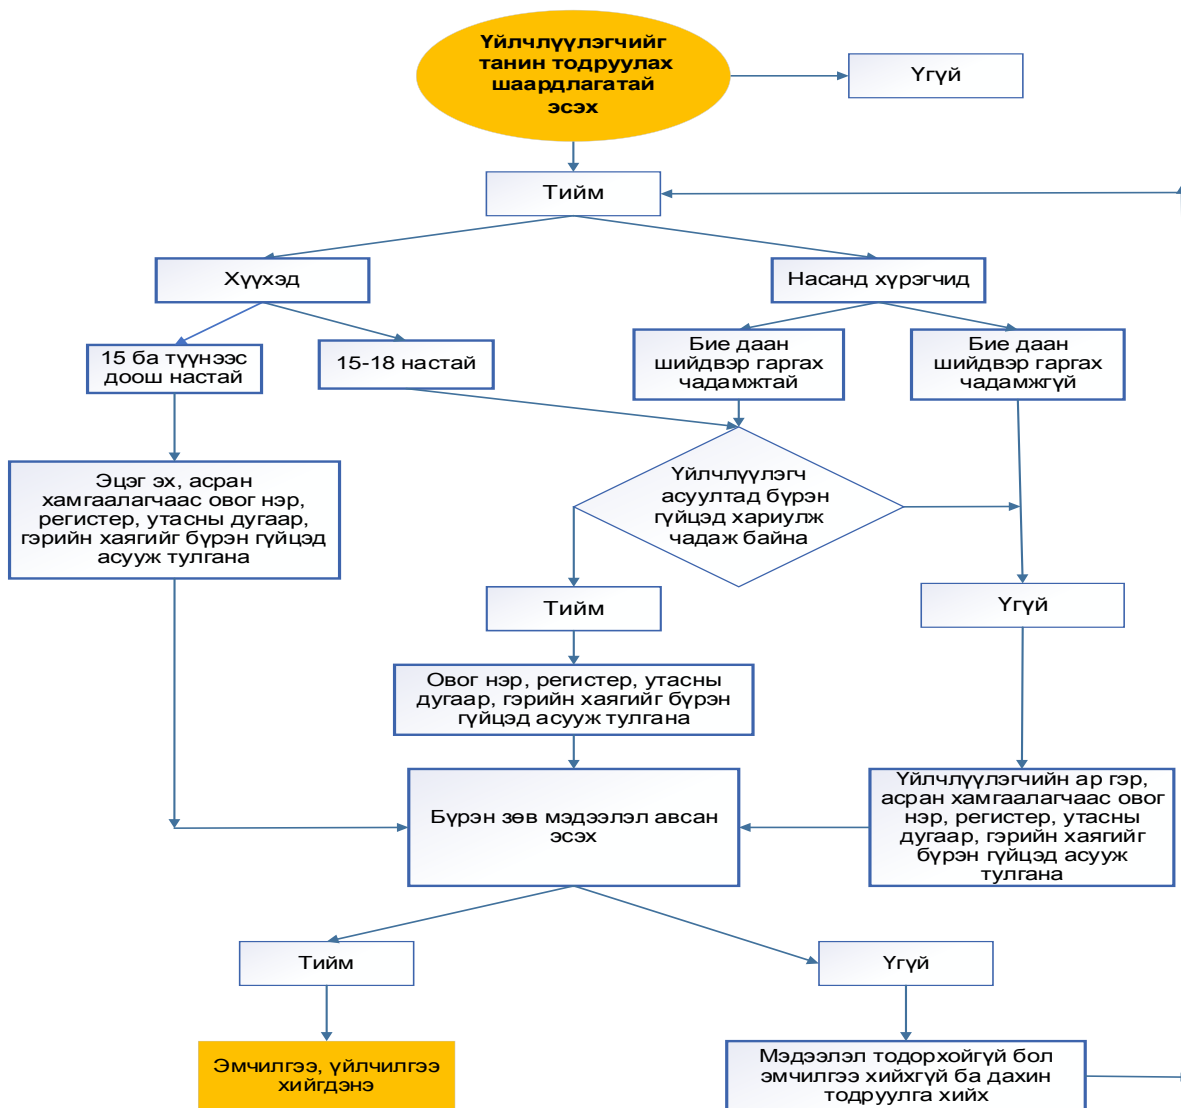 Үйлчлүүлэгчийг
танин тодруулах
шаардлагатай
эсэх
Үгүй
Тийм
Хүүхэд
Насанд хүрэгчид
15 ба түүнээс
доош настай
15-18 настай
Бие даан
шийдвэр гаргах
чадамжтай
Бие даан
шийдвэр гаргах
чадамжгүй
Эцэг эх, асран
хамгаалагчаас овог нэр,
регистер, утасны дугаар,
гэрийн хаягийг бүрэн гүйцэд
асууж тулгана
Үйлчлүүлэгч
асуултад бүрэн
гүйцэд хариулж
чадаж байна
Тийм
Үгүй
Овог нэр, регистер, утасны
дугаар, гэрийн хаягийг бүрэн
гүйцэд асууж тулгана
Бүрэн зөв мэдээлэл авсан
эсэх
Үйлчлүүлэгчийн ар гэр,
асран хамгаалагчаас овог
нэр, регистер, утасны
дугаар, гэрийн хаягийг
бүрэн гүйцэд асууж
тулгана
Тийм
Үгүй
Эмчилгээ, үйлчилгээ
хийгдэнэ
Мэдээлэл тодорхойгүй бол
эмчилгээ хийхгүй ба дахин
тодруулга хийх